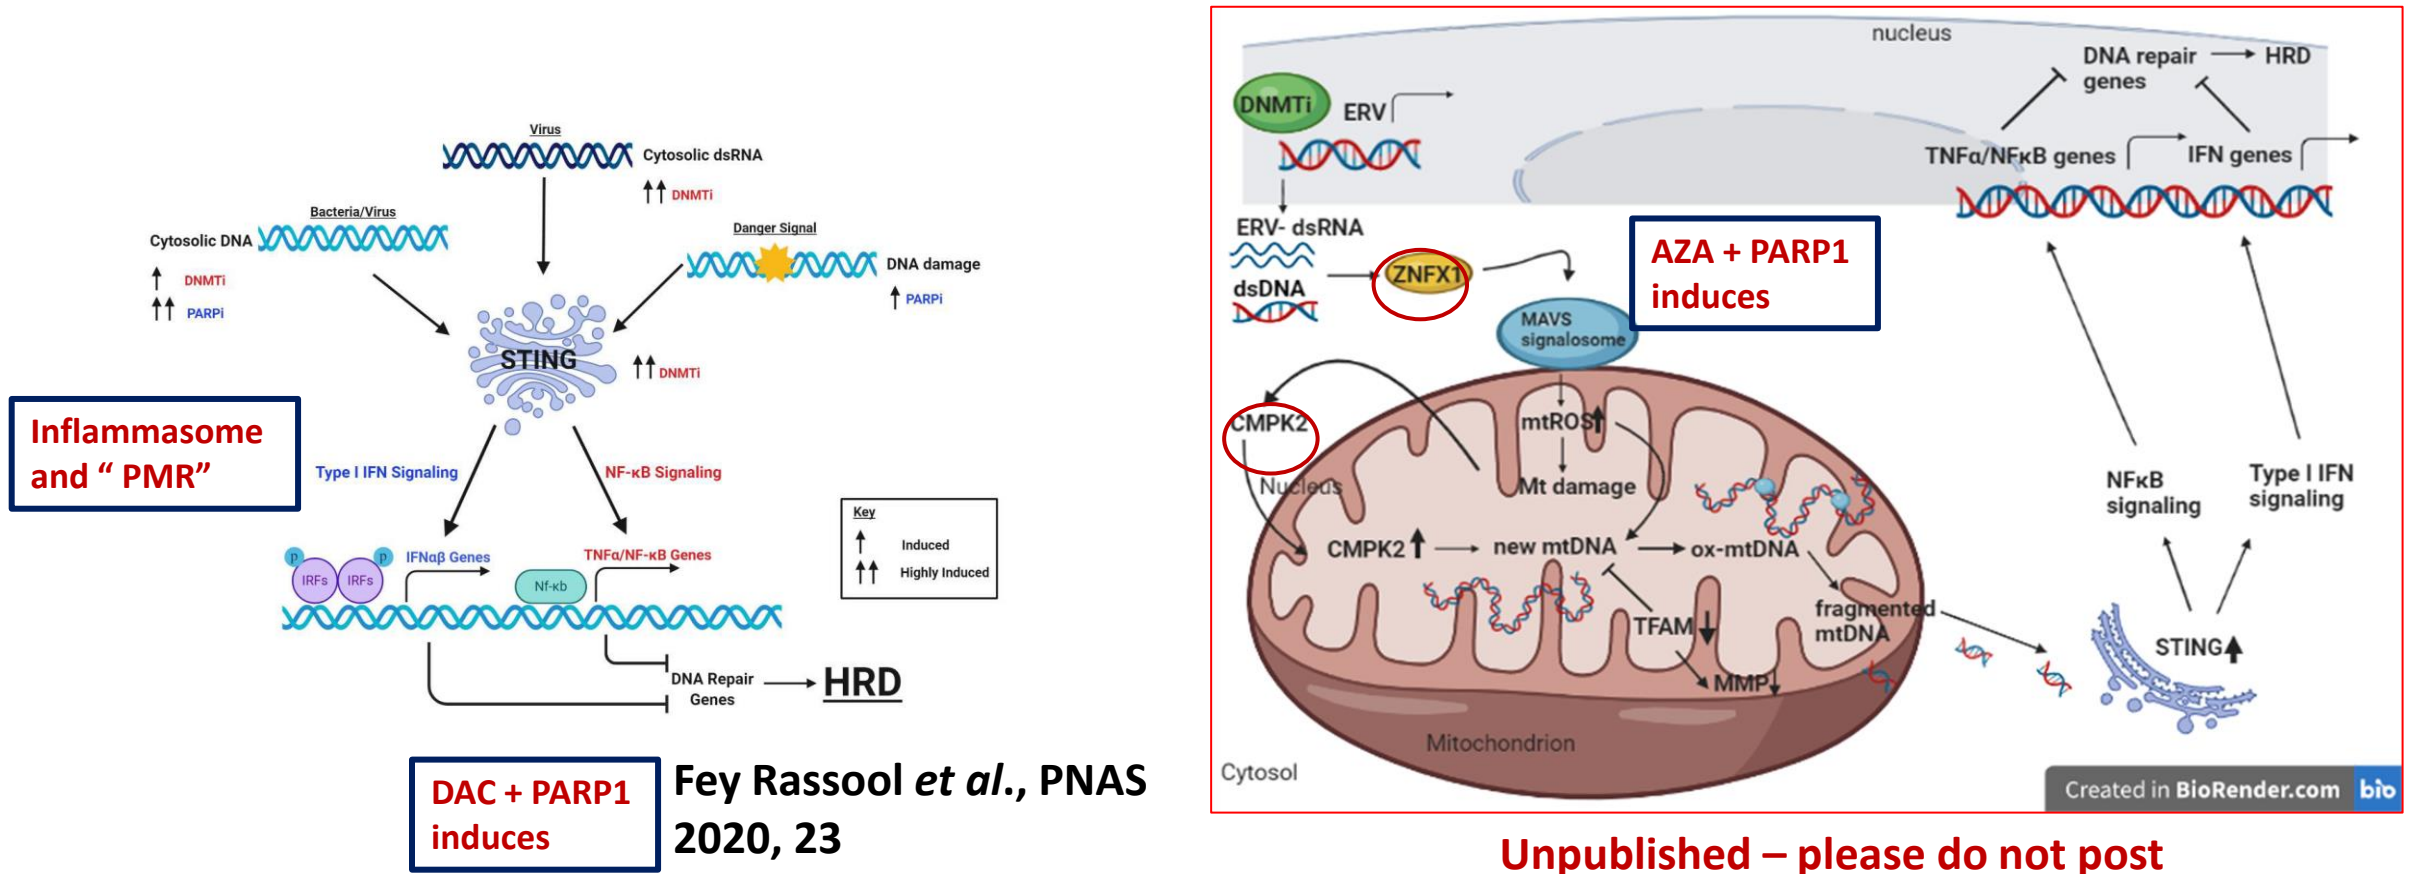 Virus
Cytosolic dsRNA
DNMTi
Bacteria/Virus
Cytosolic DNA
DNMTi
PARPi
Danger Signal
DNA damage
PARPi
STING
DNMTi
Inflammasome
and “ PMR”
Type I IFN Signaling
NF-κB Signaling
Key
Induced
Highly Induced
p
p
IRFs
IRFs
IFNαβ Genes
Nf-κb
TNFα/NF-κB Genes
DNA Repair
Genes
HRD
DAC + PARP1
induces
Fey Rassool et al., PNAS
2020, 23
nucleus
DNMTi
ERV
DNA repair
genes
HRD
TNFα/NFκB genes
IFN genes
ERV- dsRNA
dsDNA
ZNFX1
AZA + PARP1
induces
MAVS
signalosome
CMPK2
Nucleus
mtROS
Mt damage
CMPK2
new mtDNA
ox-mtDNA
TFAM
MMP
fragmented
mtDNA
Mitochondrion
Cytosol
NFκB
signaling
Type I IFN
signaling
STING
Created in BioRender.com bio
Unpublished – please do not post